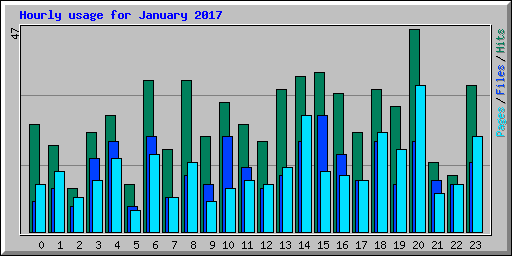 Hourly usage for January 2017
47
Pages/Files/Hits
0 1 2 3 4 5 6 7 8 9 10 11 12 13 14 15 16 17 18 19 20 21 22 23